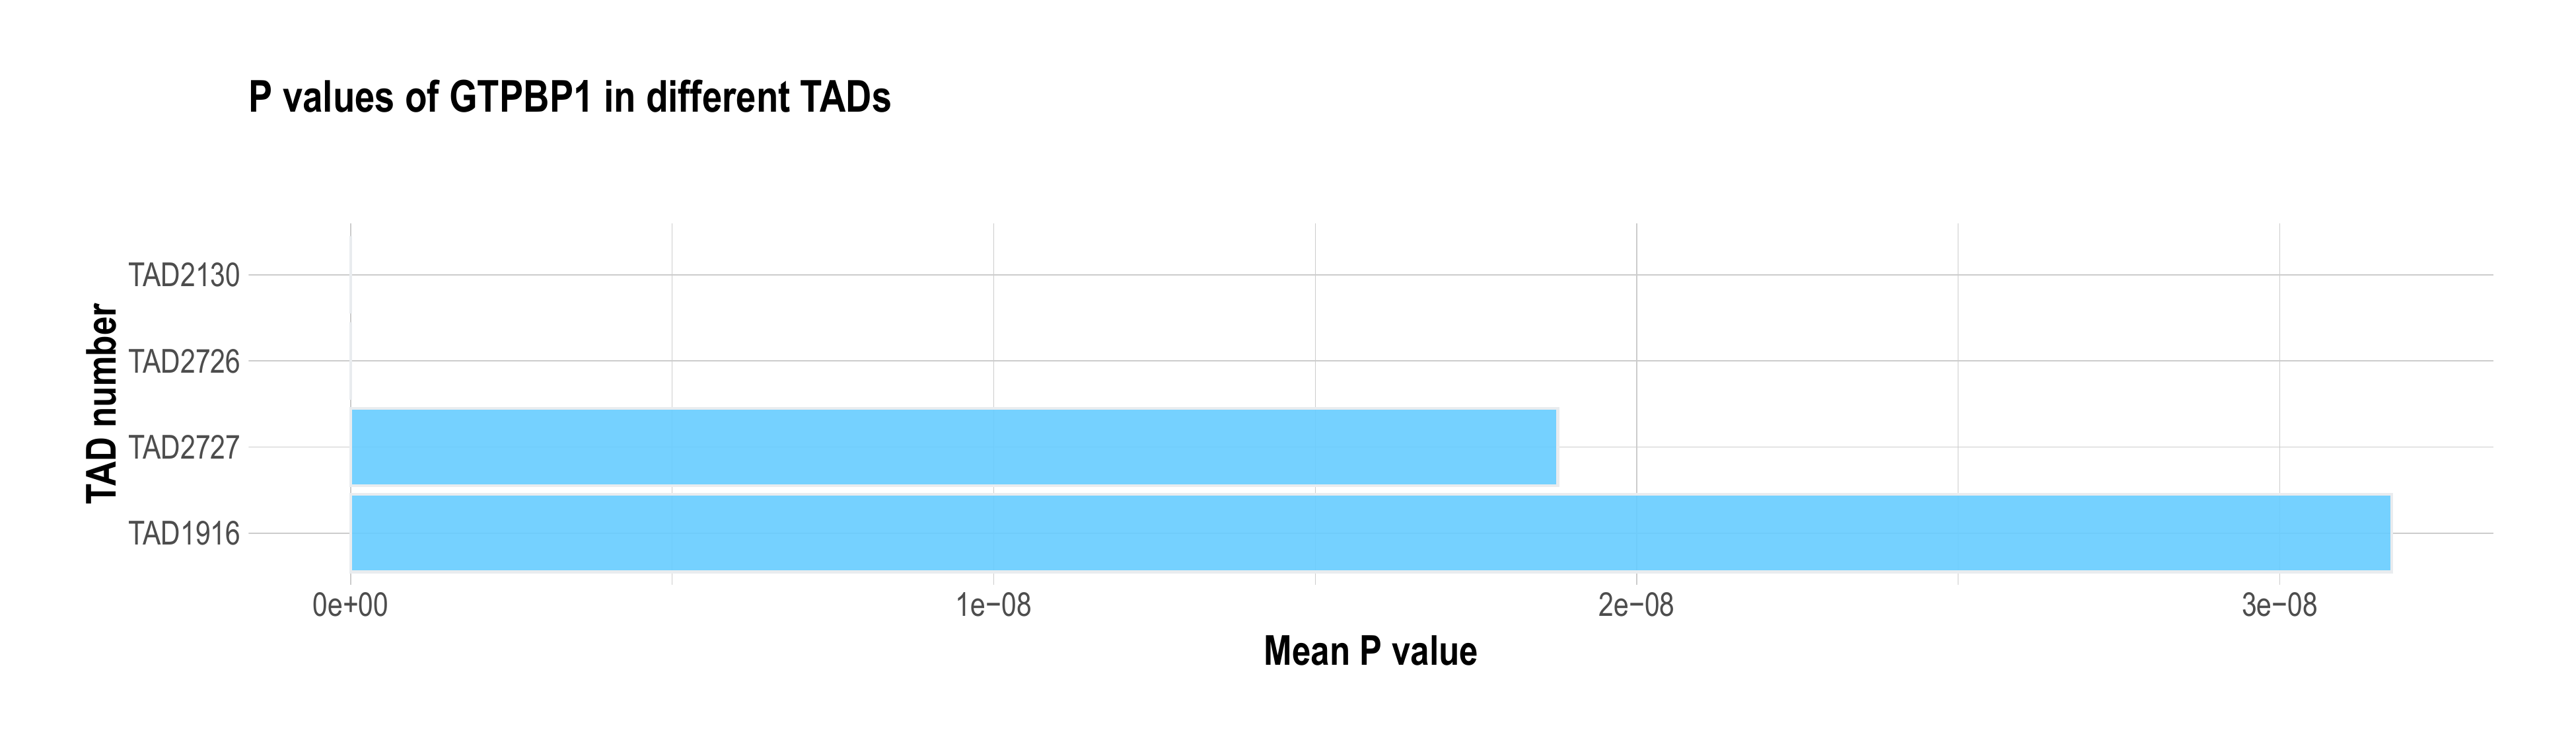 P values of GTPBP1 in different TADs
TAD number
TAD2130
TAD2726
TAD2727
TAD1916
0e+00 1e−08 2e−08 3e−08
Mean P value